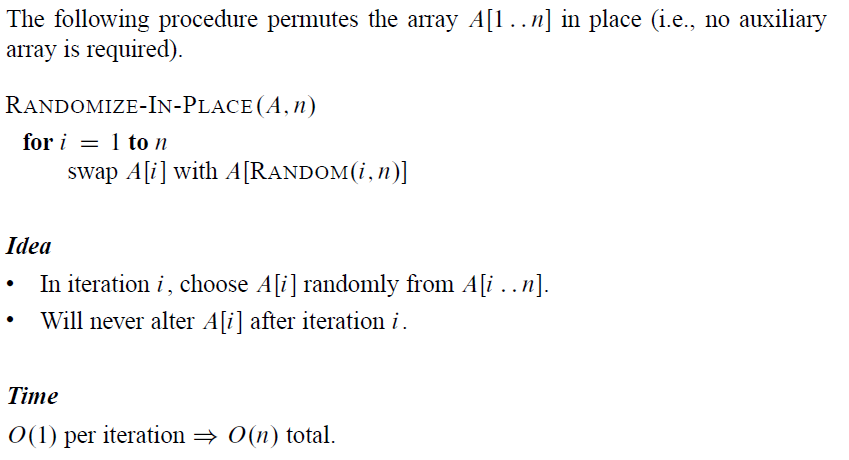 The following procedure permutes the array A[1 . . n] in place (i.e., no auxiliary
array is required).
RANDOMIZE-IN-PLACE(A, n)
for i = 1 to n
swap A[i] with A[RANDOM(i, n)]
Idea
• In iteration i, choose A[i] randomly from A[i . . n].
• Will never alter A[i] after iteration i.
Time
O(1) per iteration ⇒ O(n) total.